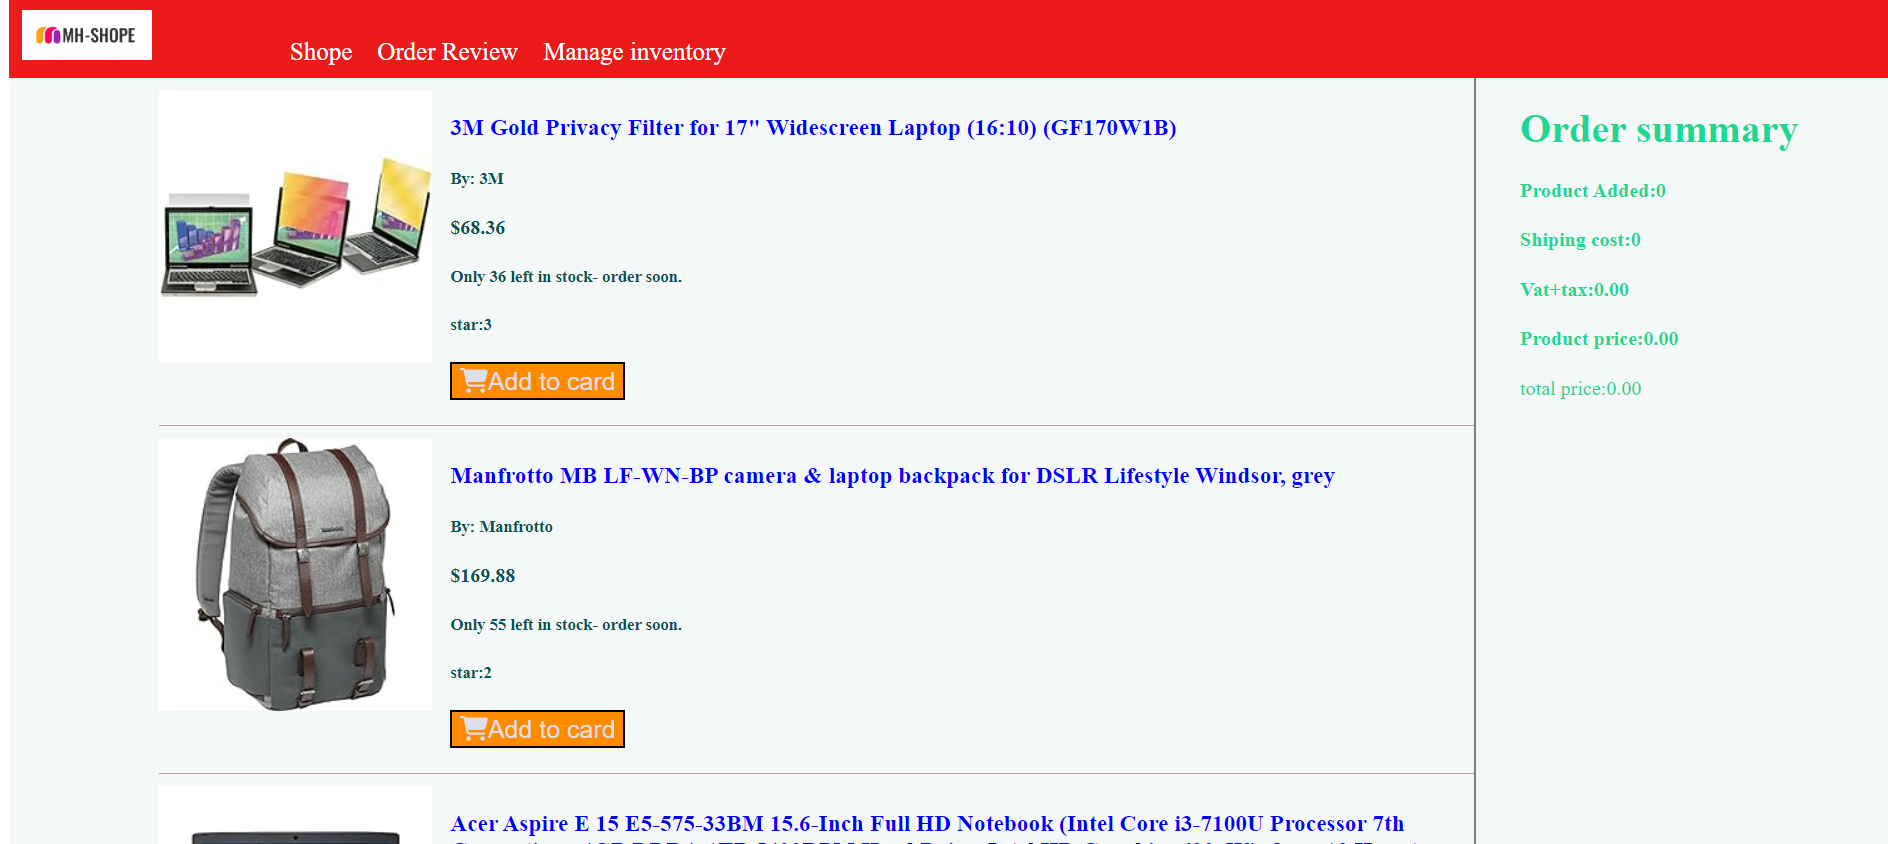 MH-SHOPE
Shope Order Review Manage inventory
3M Gold Privacy Filter for 17" Widescreen Laptop (16:10) (GF170W1B)
By: 3M
$68.36
Only 36 left in stock- order soon.
star:3
Add to card
Manfrotto MB LF-WN-BP camera & laptop backpack for DSLR Lifestyle Windsor, grey
By: Manfrotto
$169.88
Only 55 left in stock- order soon.
star:2
Add to card
Acer Aspire E 15 E5-575-33BM 15.6-Inch Full HD Notebook (Intel Core i3-7100U Processor 7th
Order summary
Product Added:0
Shiping cost:0
Vat+tax:0.00
Product price:0.00
total price:0.00